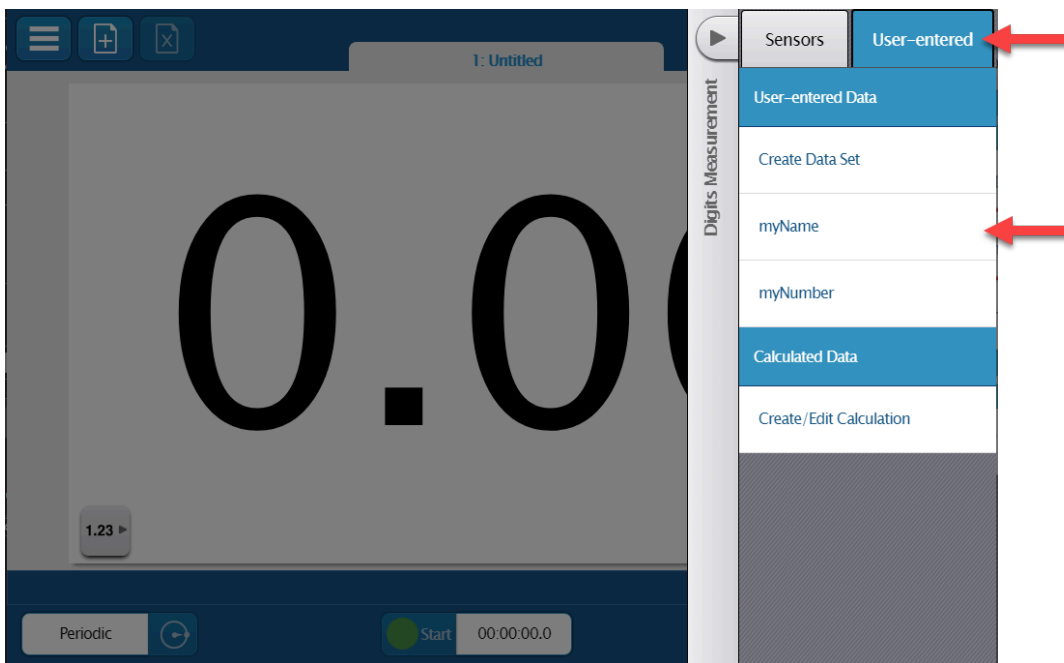 1: Untitled
0.0
1.23
Periodic
Start
00:00:00.0
Digits Measurement
Sensors
User-entered
User-entered Data
Create Data Set
myName
myNumber
Calculated Data
Create/Edit Calculation